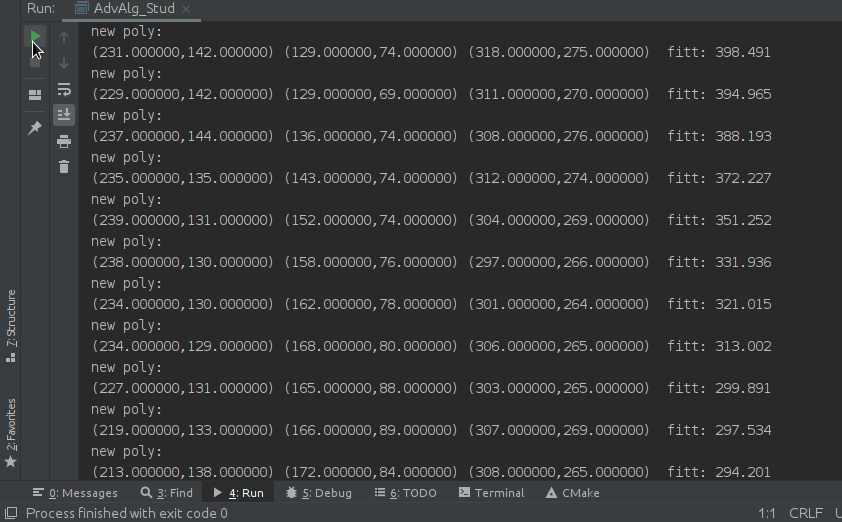 Run: AdvAlg_Stud
new poly:
(231.000000,142.000000) (129.000000,74.000000) (318.000000,275.000000) fitt: 398.491
new poly:
(229.000000,142.000000) (129.000000,69.000000) (311.000000,270.000000) fitt: 394.965
new poly:
(237.000000,144.000000) (136.000000,74.000000) (308.000000,276.000000) fitt: 388.193
new poly:
(235.000000,135.000000) (143.000000,74.000000) (312.000000,274.000000) fitt: 372.227
new poly:
(239.000000,131.000000) (152.000000,74.000000) (304.000000,269.000000) fitt: 351.252
new poly:
(238.000000,130.000000) (158.000000,76.000000) (297.000000,266.000000) fitt: 331.936
new poly:
(234.000000,130.000000) (162.000000,78.000000) (301.000000,264.000000) fitt: 321.015
new poly:
(234.000000,129.000000) (168.000000,80.000000) (306.000000,265.000000) fitt: 313.002
new poly:
(227.000000,131.000000) (165.000000,88.000000) (303.000000,265.000000) fitt: 299.891
new poly:
(219.000000,133.000000) (166.000000,89.000000) (307.000000,269.000000) fitt: 297.534
new poly:
(213.000000,138.000000) (172.000000,84.000000) (308.000000,265.000000) fitt: 294.201
7: Structure
2: Favorites
0: Messages 3: Find 4: Run 5: Debug 6: TODO Terminal CMake
Process finished with exit code 0 1:1 CRLF